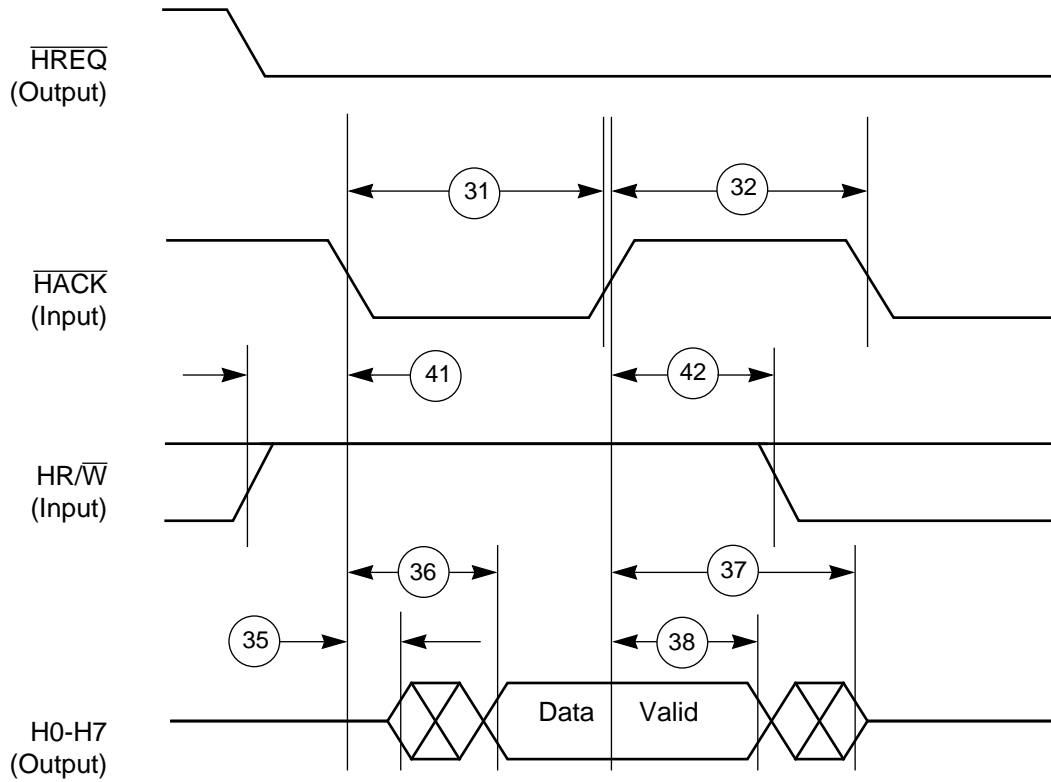 HREQ
(Output)
31
32
HACK
(Input)
41
42
HR/W
(Input)
36
37
35
38
H0-H7
(Output)
Data Valid